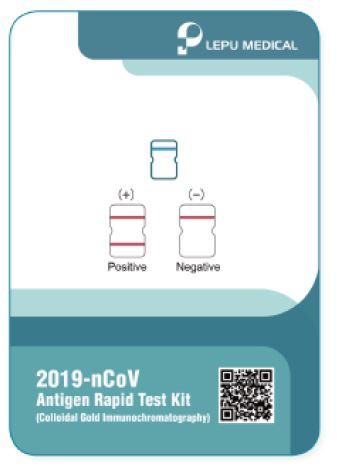 LEPU MEDICAL
(+)
(−)
Positive
Negative
2019-nCoV
Antigen Rapid Test Kit
(Colloidal Gold Immunochromatography)